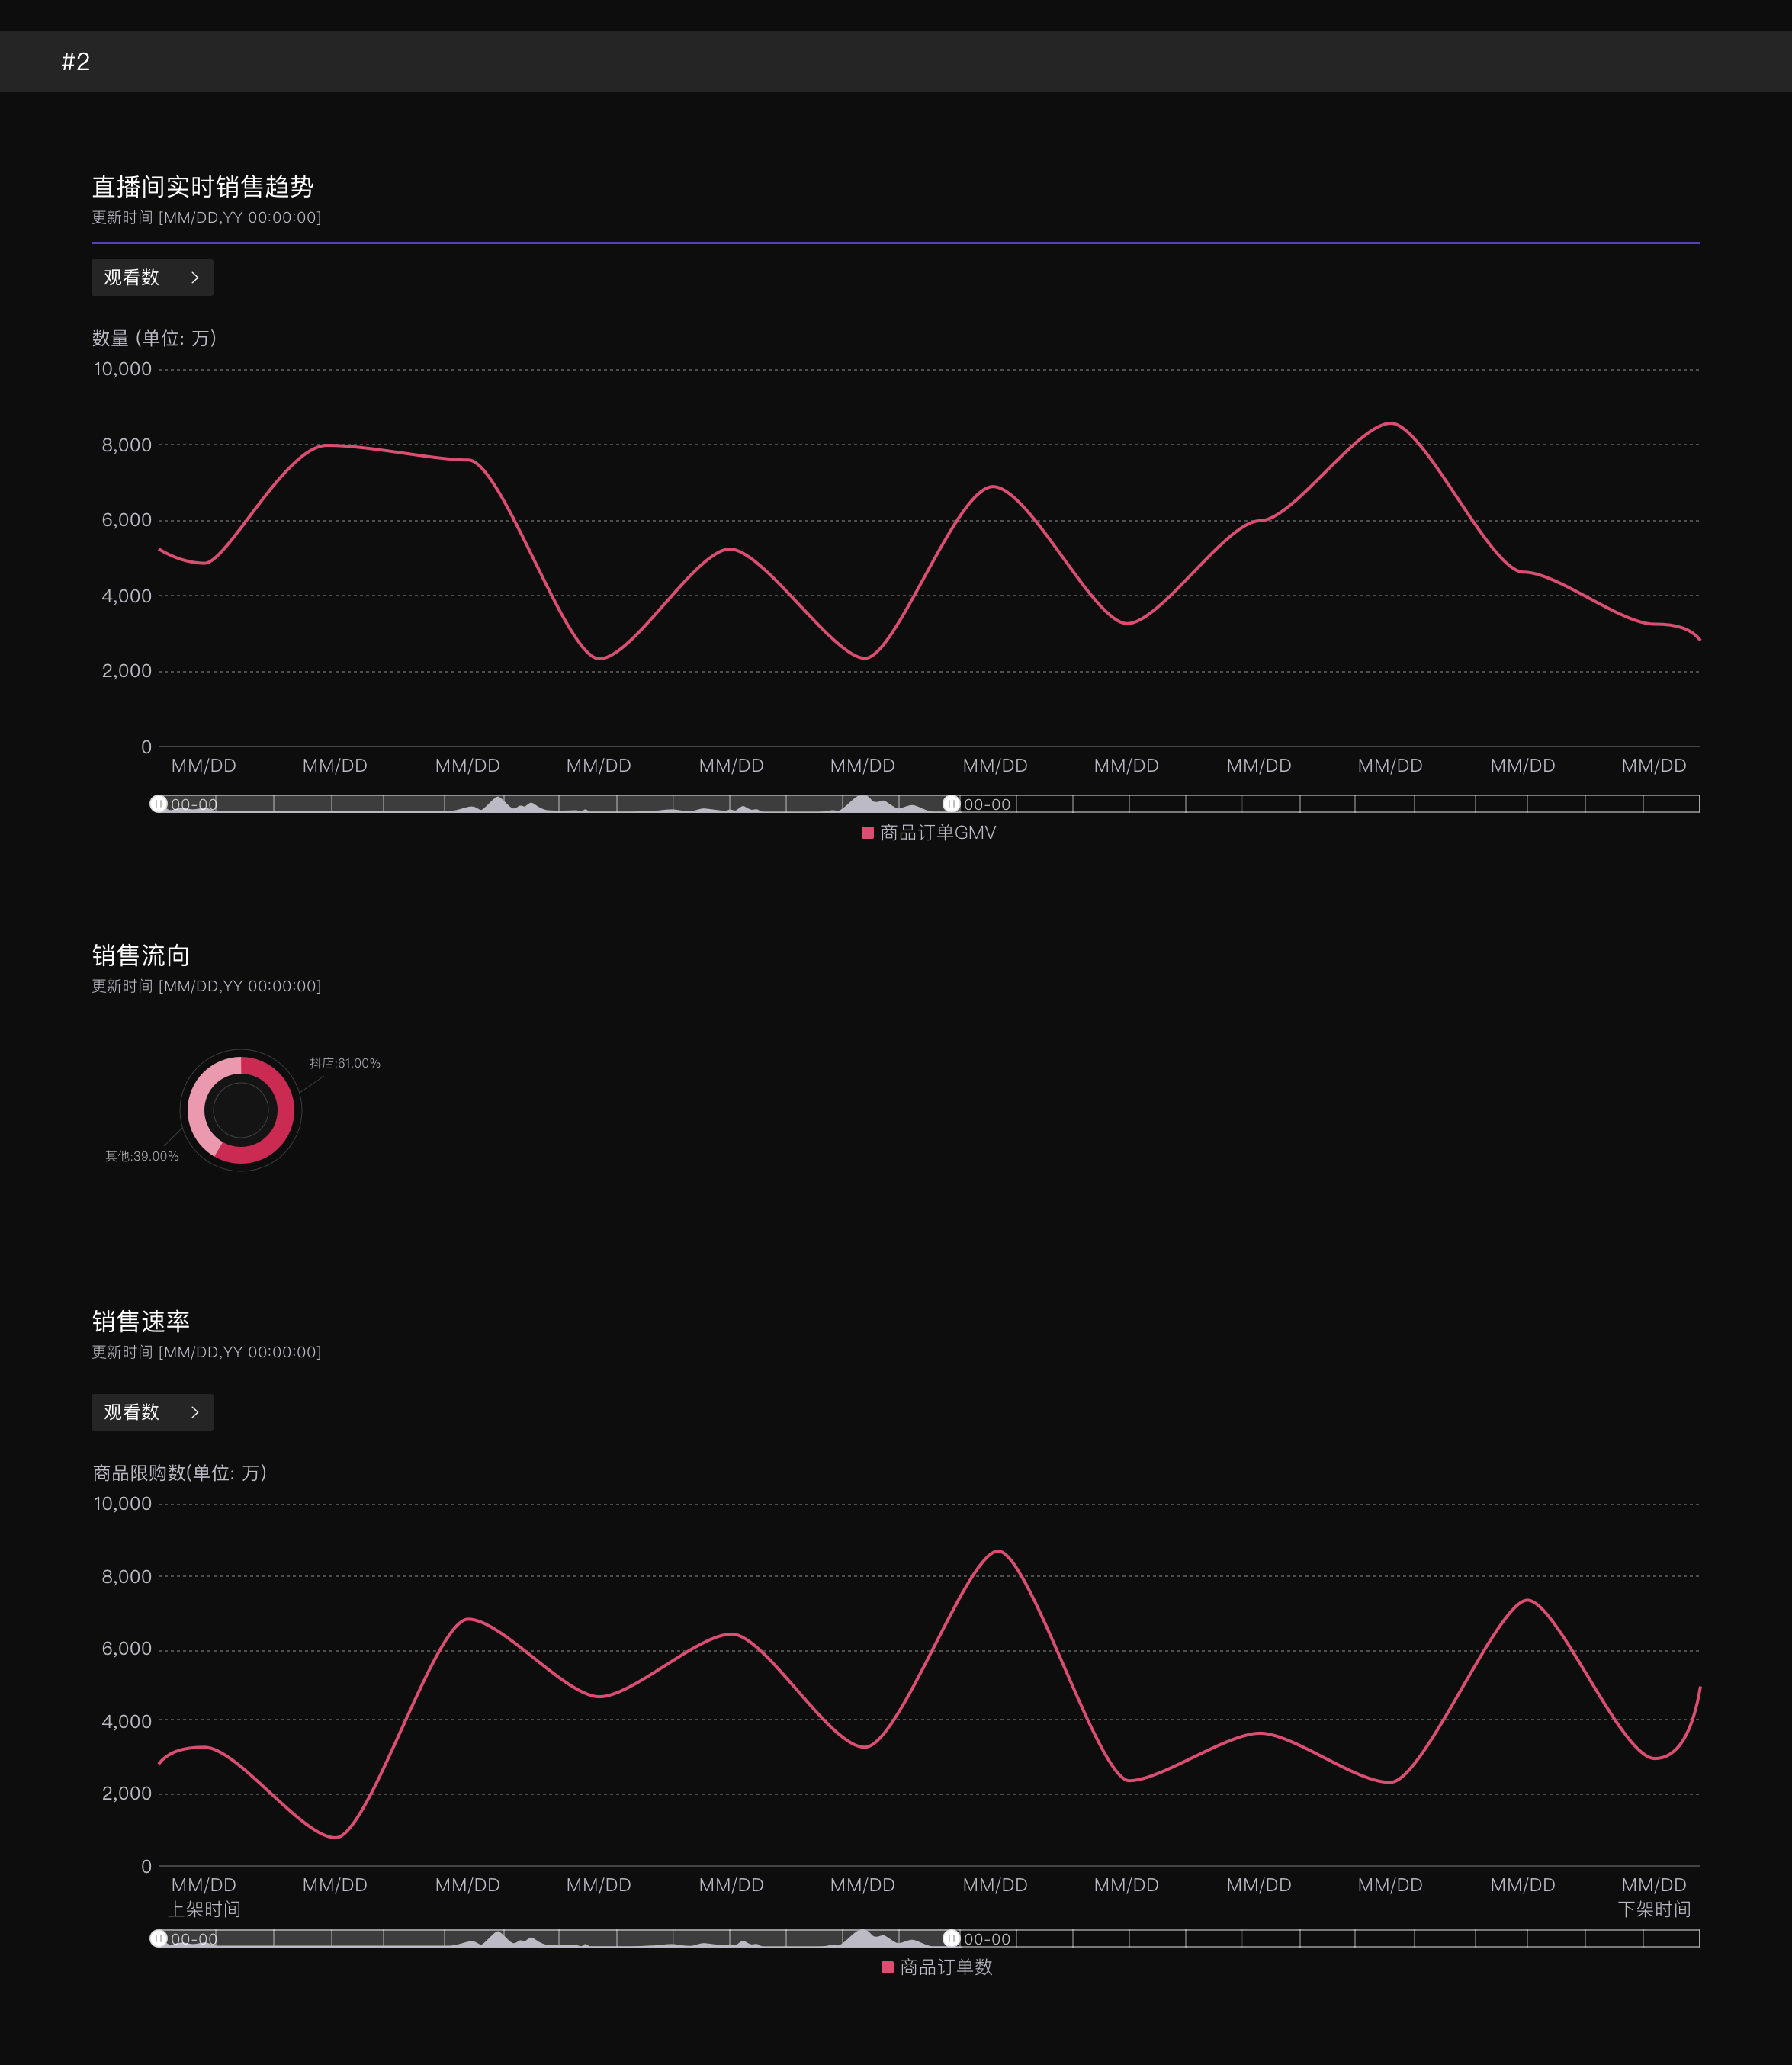 #2
直播间实时销售趋势
更新时间 [MM/DD,YY 00:00:00]
观看数
数量 (单位: 万)
10,000
8,000
6,000
4,000
2,000
0
MM/DD MM/DD MM/DD MM/DD MM/DD MM/DD MM/DD MM/DD MM/DD MM/DD MM/DD MM/DD
00-00 00-00
商品订单GMV
销售流向
更新时间 [MM/DD,YY 00:00:00]
抖店:61.00%
其他:39.00%
销售速率
更新时间 [MM/DD,YY 00:00:00]
观看数
商品限购数(单位: 万)
10,000
8,000
6,000
4,000
2,000
0
MM/DD MM/DD MM/DD MM/DD MM/DD MM/DD MM/DD MM/DD MM/DD MM/DD MM/DD MM/DD
上架时间 下架时间
00-00 00-00
商品订单数